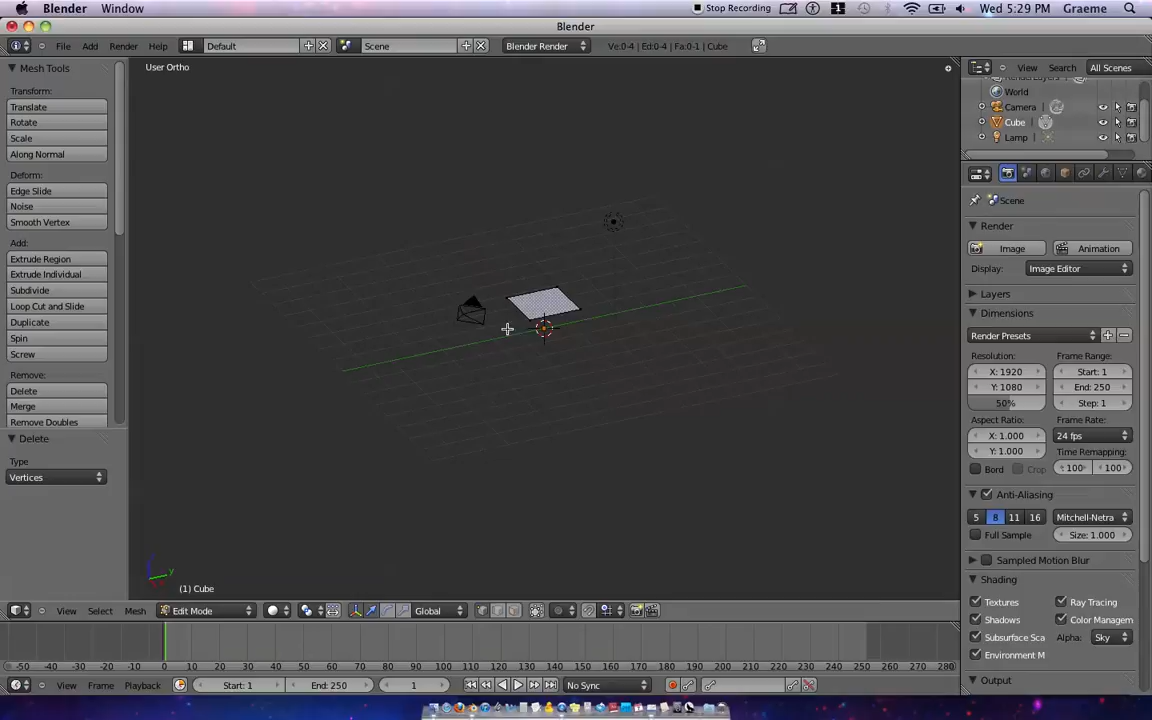 Blender Window Stop Recording 1 Wed 5:29 PM Graeme
Blender
File Add Render Help Default Scene Blender Render Ve:0-4 | Ed:0-4 | Fa:0-1 | Cube View Search All Scenes
Mesh Tools
User Ortho
Transform:
Translate
Rotate
Scale
Along Normal
Deform:
Edge Slide
Noise
Smooth Vertex
Add:
Extrude Region
Extrude Individual
Subdivide
Loop Cut and Slide
Duplicate
Spin
Screw
Remove:
Delete
Merge
Remove Doubles
Delete
Type
Vertices
RenderLayers
World
Camera
Cube
Lamp
Scene
Render
Image Animation
Display: Image Editor
Layers
Dimensions
Render Presets
Resolution: Frame Range:
X: 1920 Start: 1
Y: 1080 End: 250
50% Step: 1
Aspect Ratio: Frame Rate:
X: 1.000 24 fps
Y: 1.000 Time Remapping:
Bord Crop :100 100
Anti-Aliasing
5 8 11 16 Mitchell-Netra
Full Sample Size: 1.000
Sampled Motion Blur
Shading
Textures Ray Tracing
Shadows Color Managem
Subsurface Sca Alpha: Sky
Environment M
Output
y
(1) Cube
View Select Mesh Edit Mode Global
-50 -40 -30 -20 -10 0 10 20 30 40 50 60 70 80 90 100 110 120 130 140 150 160 170 180 190 200 210 220 230 240 250 260 270 280
View Frame Playback Start: 1 End: 250 1 No Sync